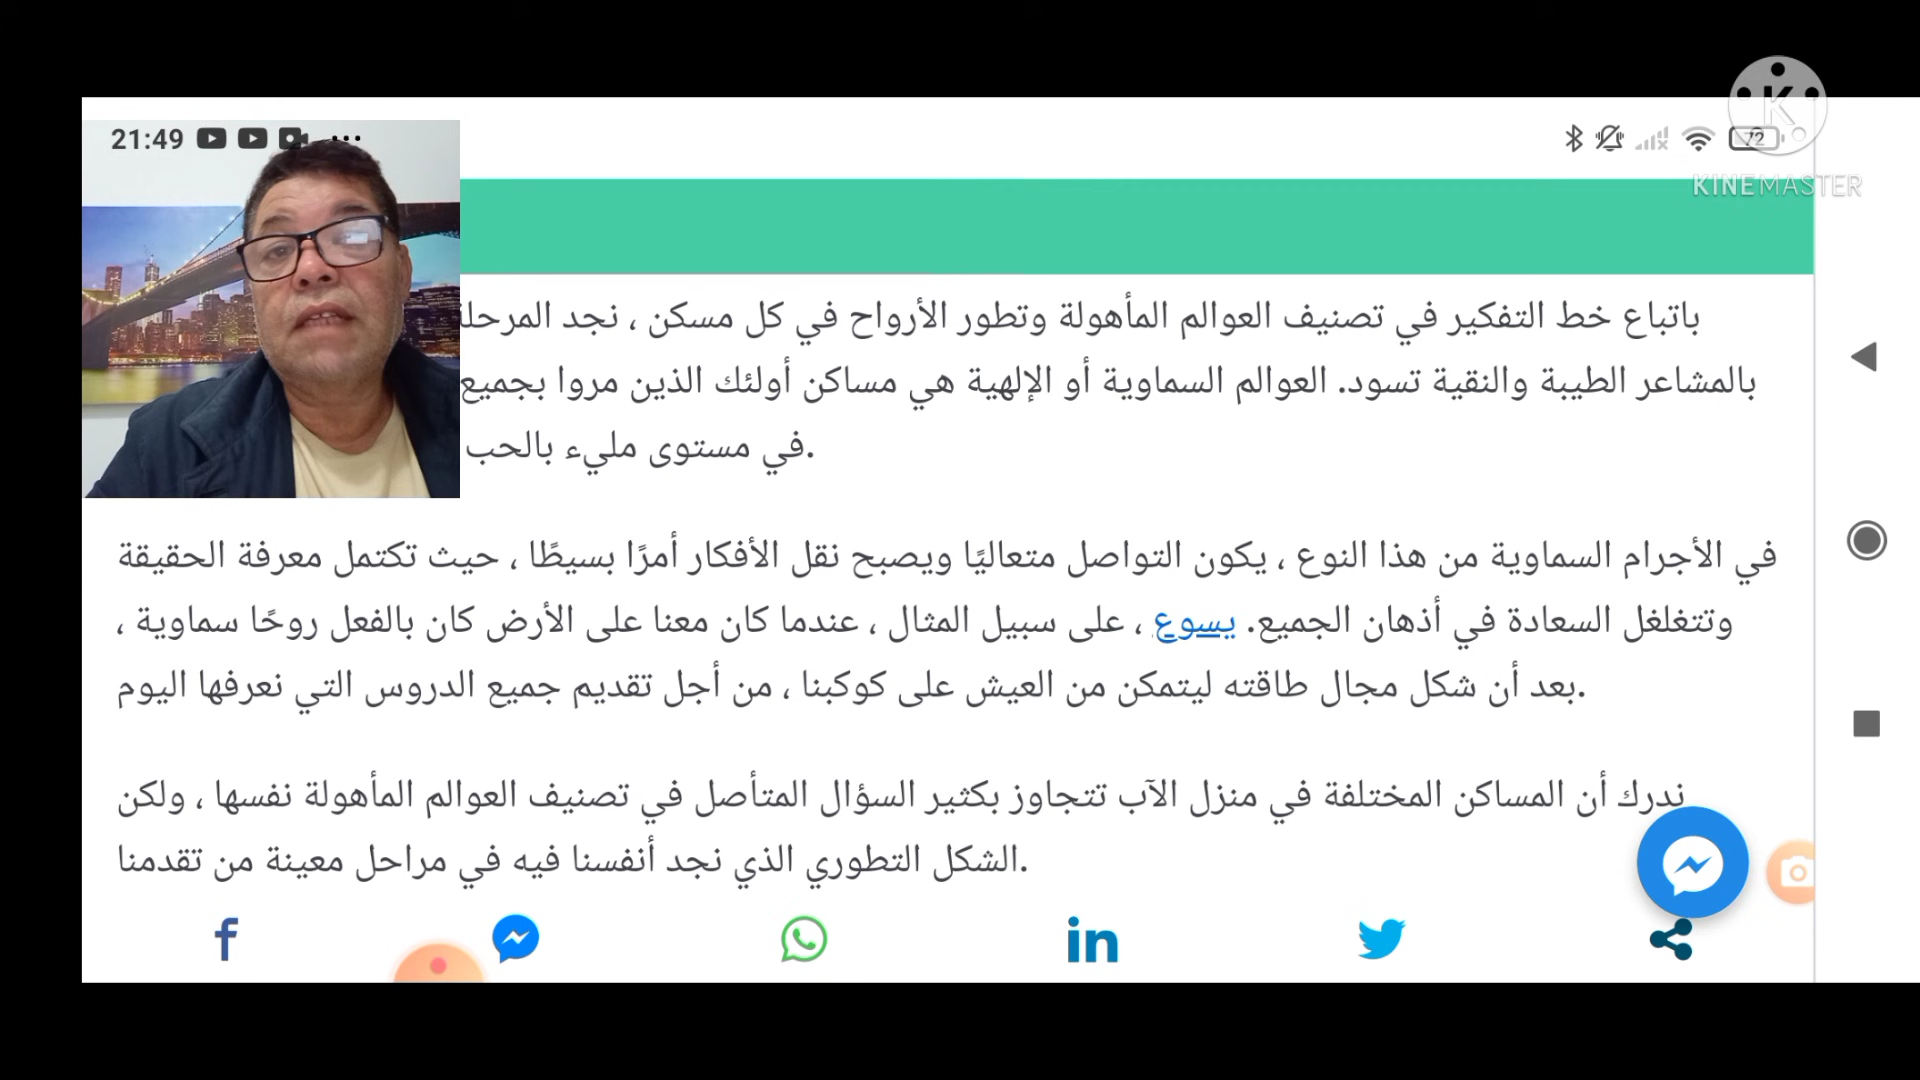 21:49
72
KINEMASTER
باتباع خط التفكير في تصنيف العوالم المأهولة وتطور الأرواح في كل مسكن ، نجد
بالمشاعر الطيبة والنقية تسود. العوالم السماوية أو الإلهية هي مساكن أولئك الذين مروا بجميع
في مستوى مليء بالحب.
في الأجرام السماوية من هذا النوع ، يكون التواصل متعاليًا ويصبح نقل الأفكار أمرًا بسيطًا ، حيث تكتمل معرفة الحقيقة
وتتغلغل السعادة في أذهان الجميع. يسوع ، على سبيل المثال ، عندما كان معنا على الأرض كان بالفعل روحًا سماوية ،
بعد أن شكل مجال طاقته ليتمكن من العيش على كوكبنا ، من أجل تقديم جميع الدروس التي نعرفها اليوم.
ندرك أن المساكن المختلفة في منزل الآب تتجاوز بكثير السؤال المتأصل في تصنيف العوالم المأهولة نفسها ، ولكن
الشكل التطوري الذي نجد أنفسنا فيه في مراحل معينة من تقدمنا.